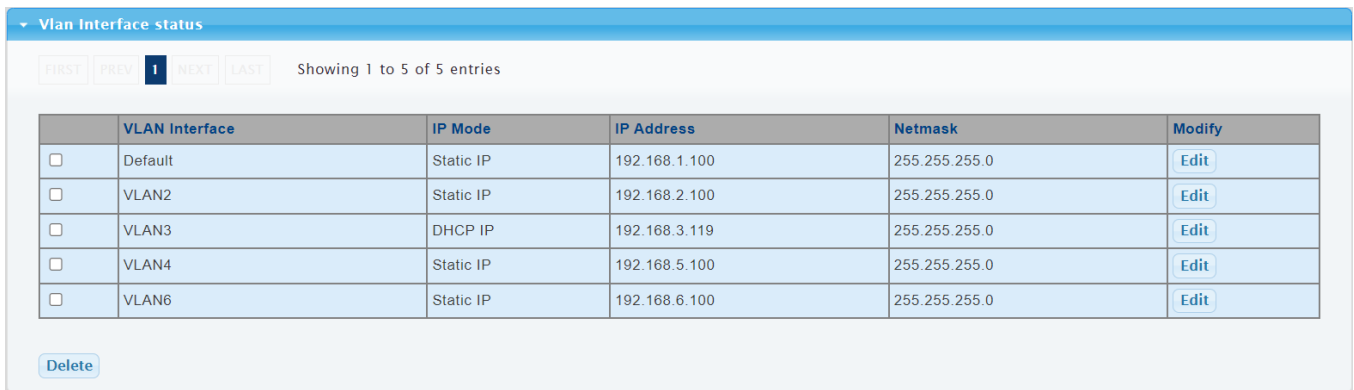 Vlan Interface status
FIRST PREV 1 NEXT LAST Showing 1 to 5 of 5 entries
VLAN Interface IP Mode IP Address Netmask Modify
Default Static IP 192.168.1.100 255.255.255.0 Edit
VLAN2 Static IP 192.168.2.100 255.255.255.0 Edit
VLAN3 DHCP IP 192.168.3.119 255.255.255.0 Edit
VLAN4 Static IP 192.168.5.100 255.255.255.0 Edit
VLAN6 Static IP 192.168.6.100 255.255.255.0 Edit
Delete